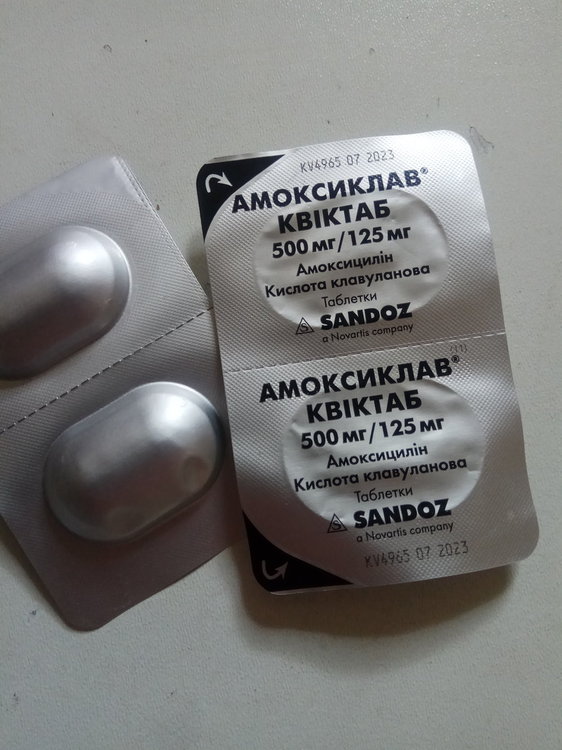 KV4965 07 2023
АМОКСИКЛАВ®
КВІКТАБ
500 мг/125 мг
Амоксицилін
Кислота клавуланова
Таблетки
SANDOZ
a Novartis company
(11)
АМОКСИКЛАВ®
КВІКТАБ
500 мг/125 мг
Амоксицилін
Кислота клавуланова
Таблетки
SANDOZ
a Novartis company
KV4965 07 2023